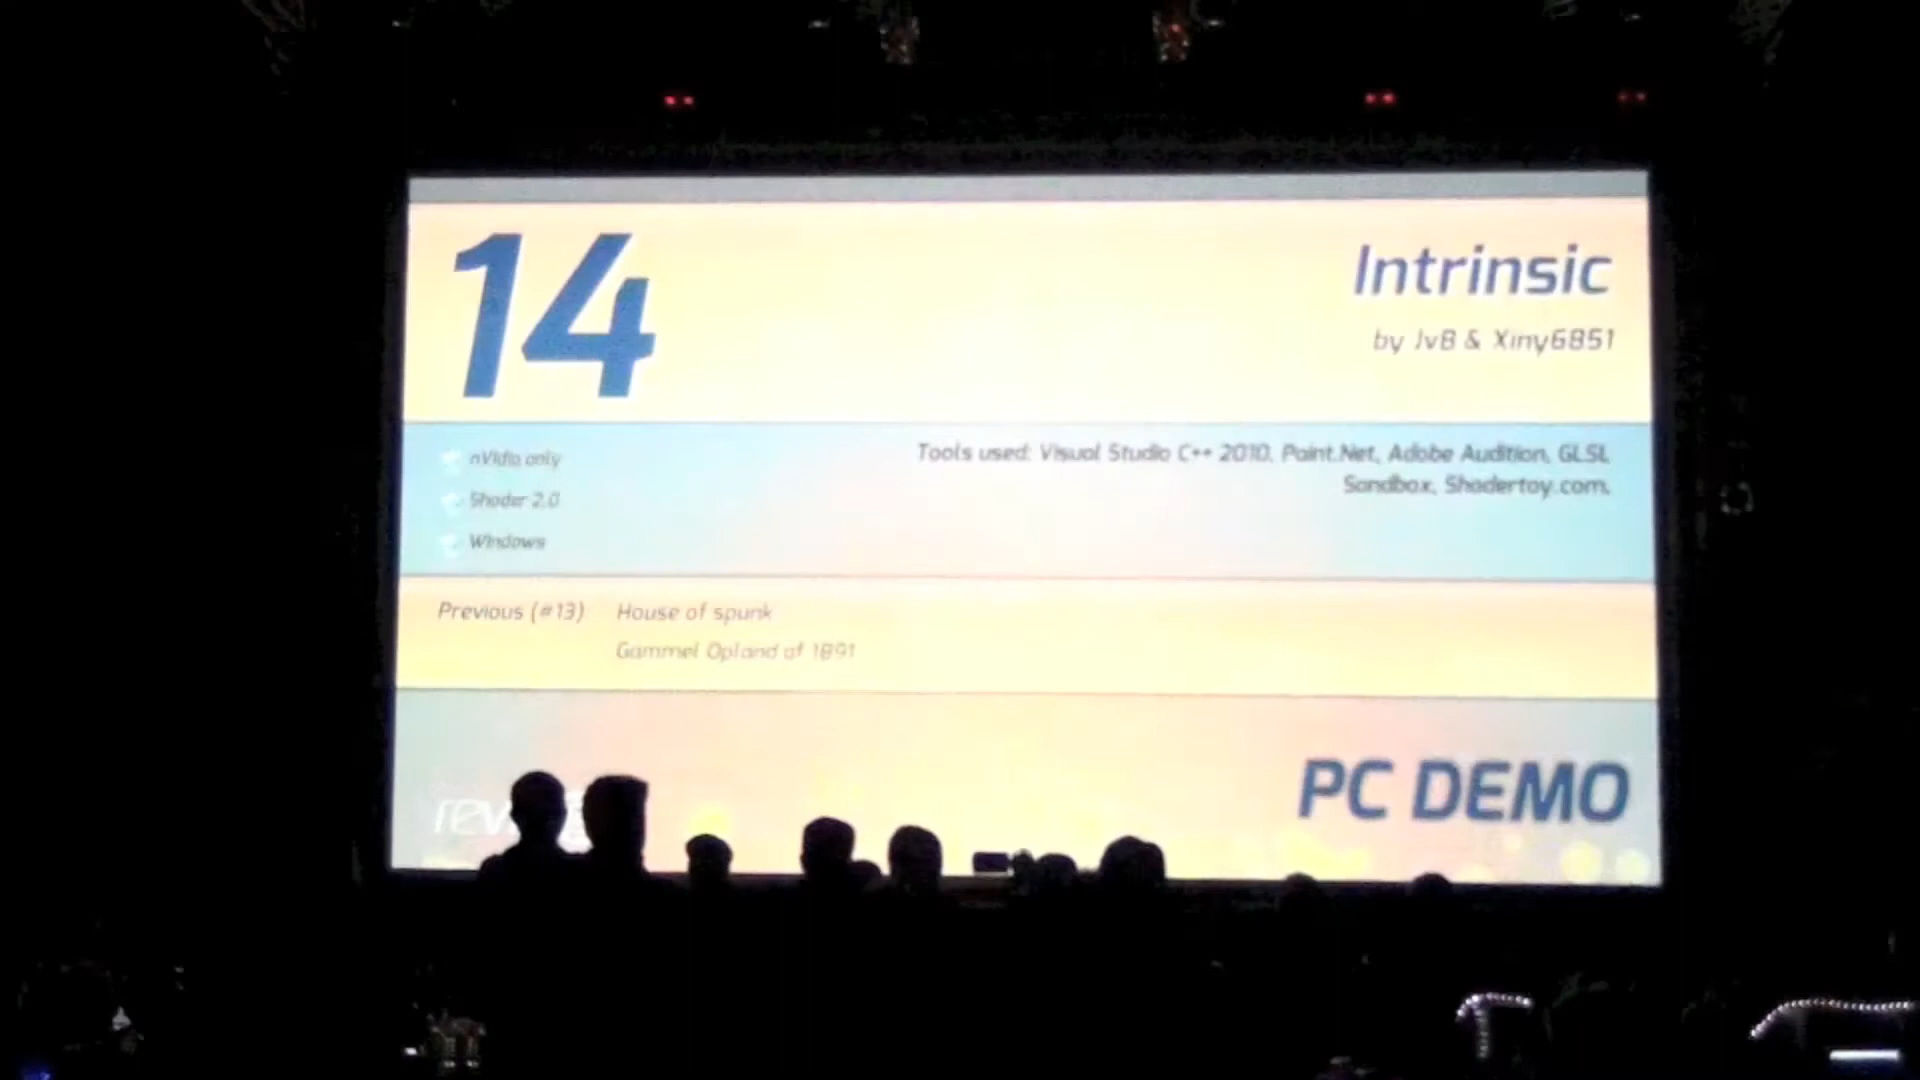 14
Intrinsic
by JvB & Xiny6851
nVidia only
Shader 2.0
Windows
Tools used: Visual Studio C++ 2010, Paint.Net, Adobe Audition, GLSL
Sandbox, Shadertoy.com.
Previous (#13) House of spunk
Gammel Opland af 1891
PC DEMO